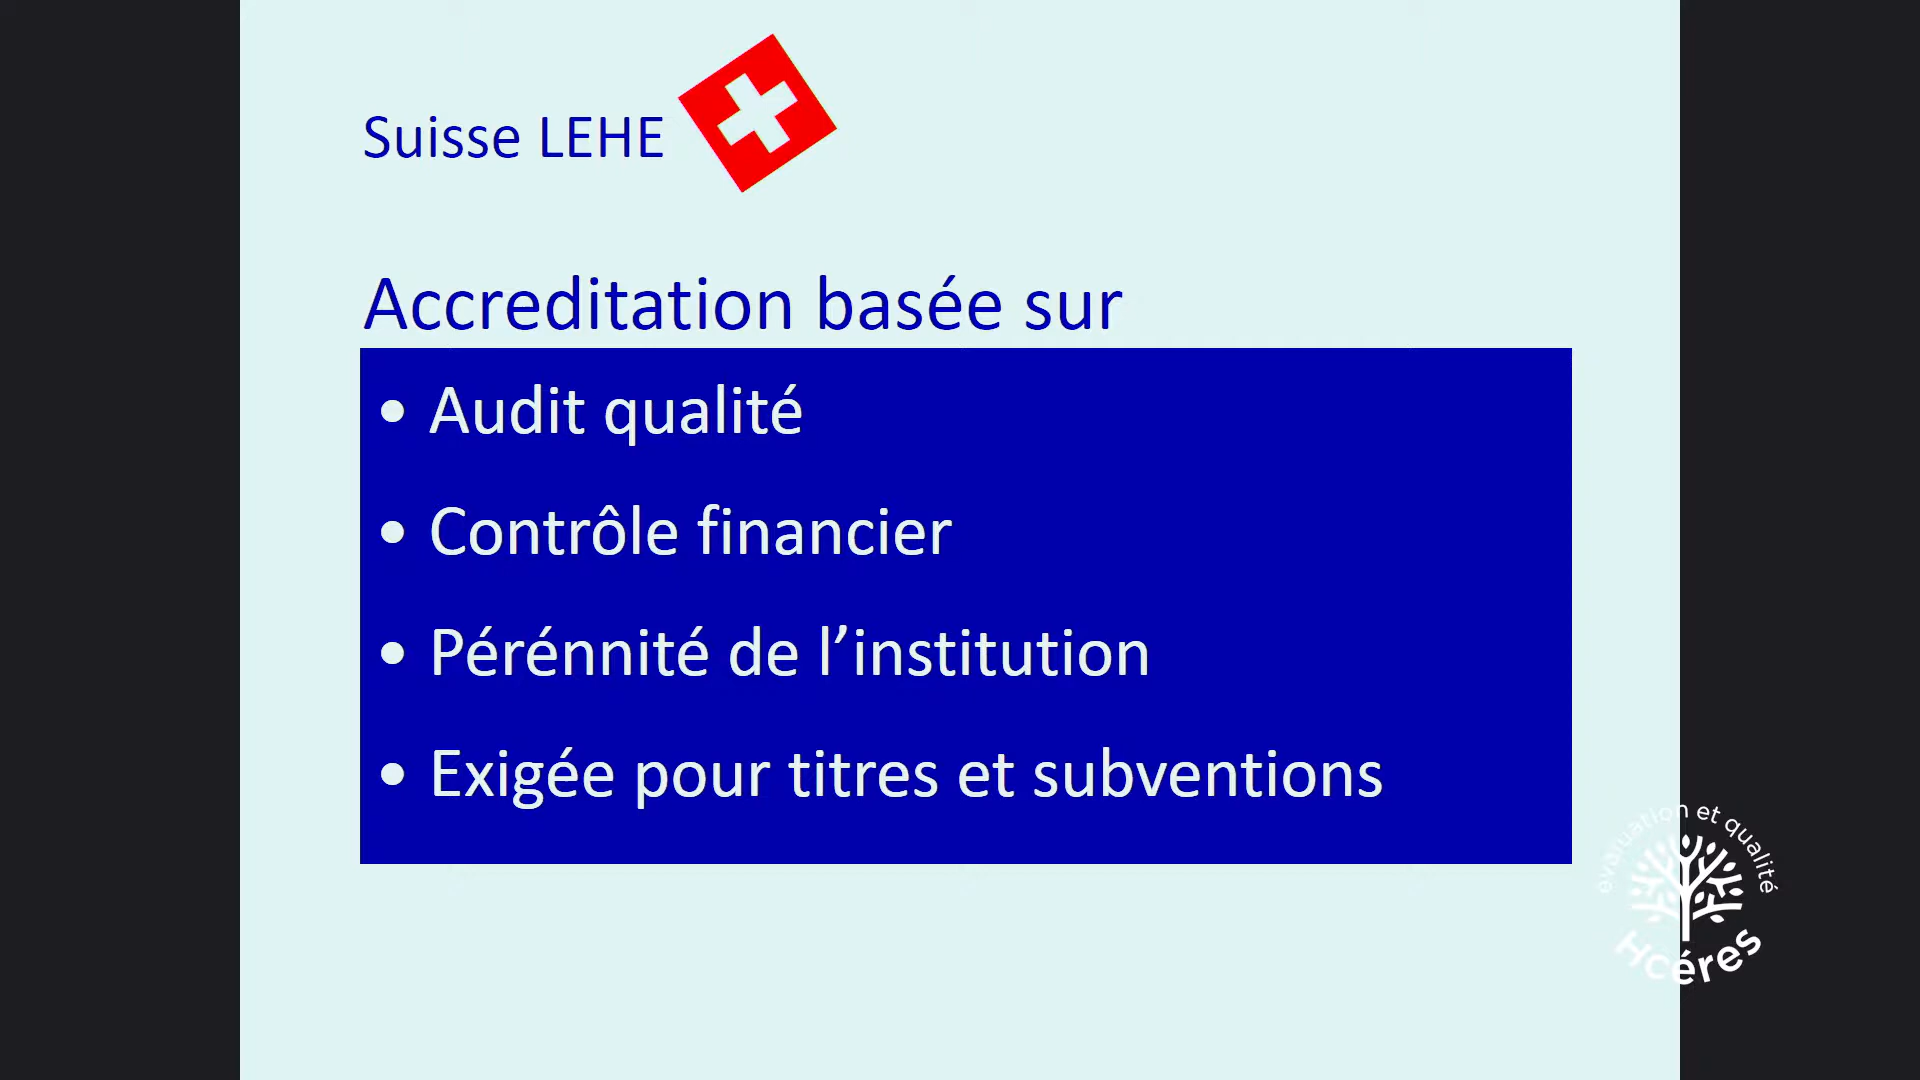 Suisse LEHE
Accreditation basée sur
• Audit qualité
• Contrôle financier
• Pérénnité de l’institution
• Exigée pour titres et subventions
évaluation et qualité
Hcéres